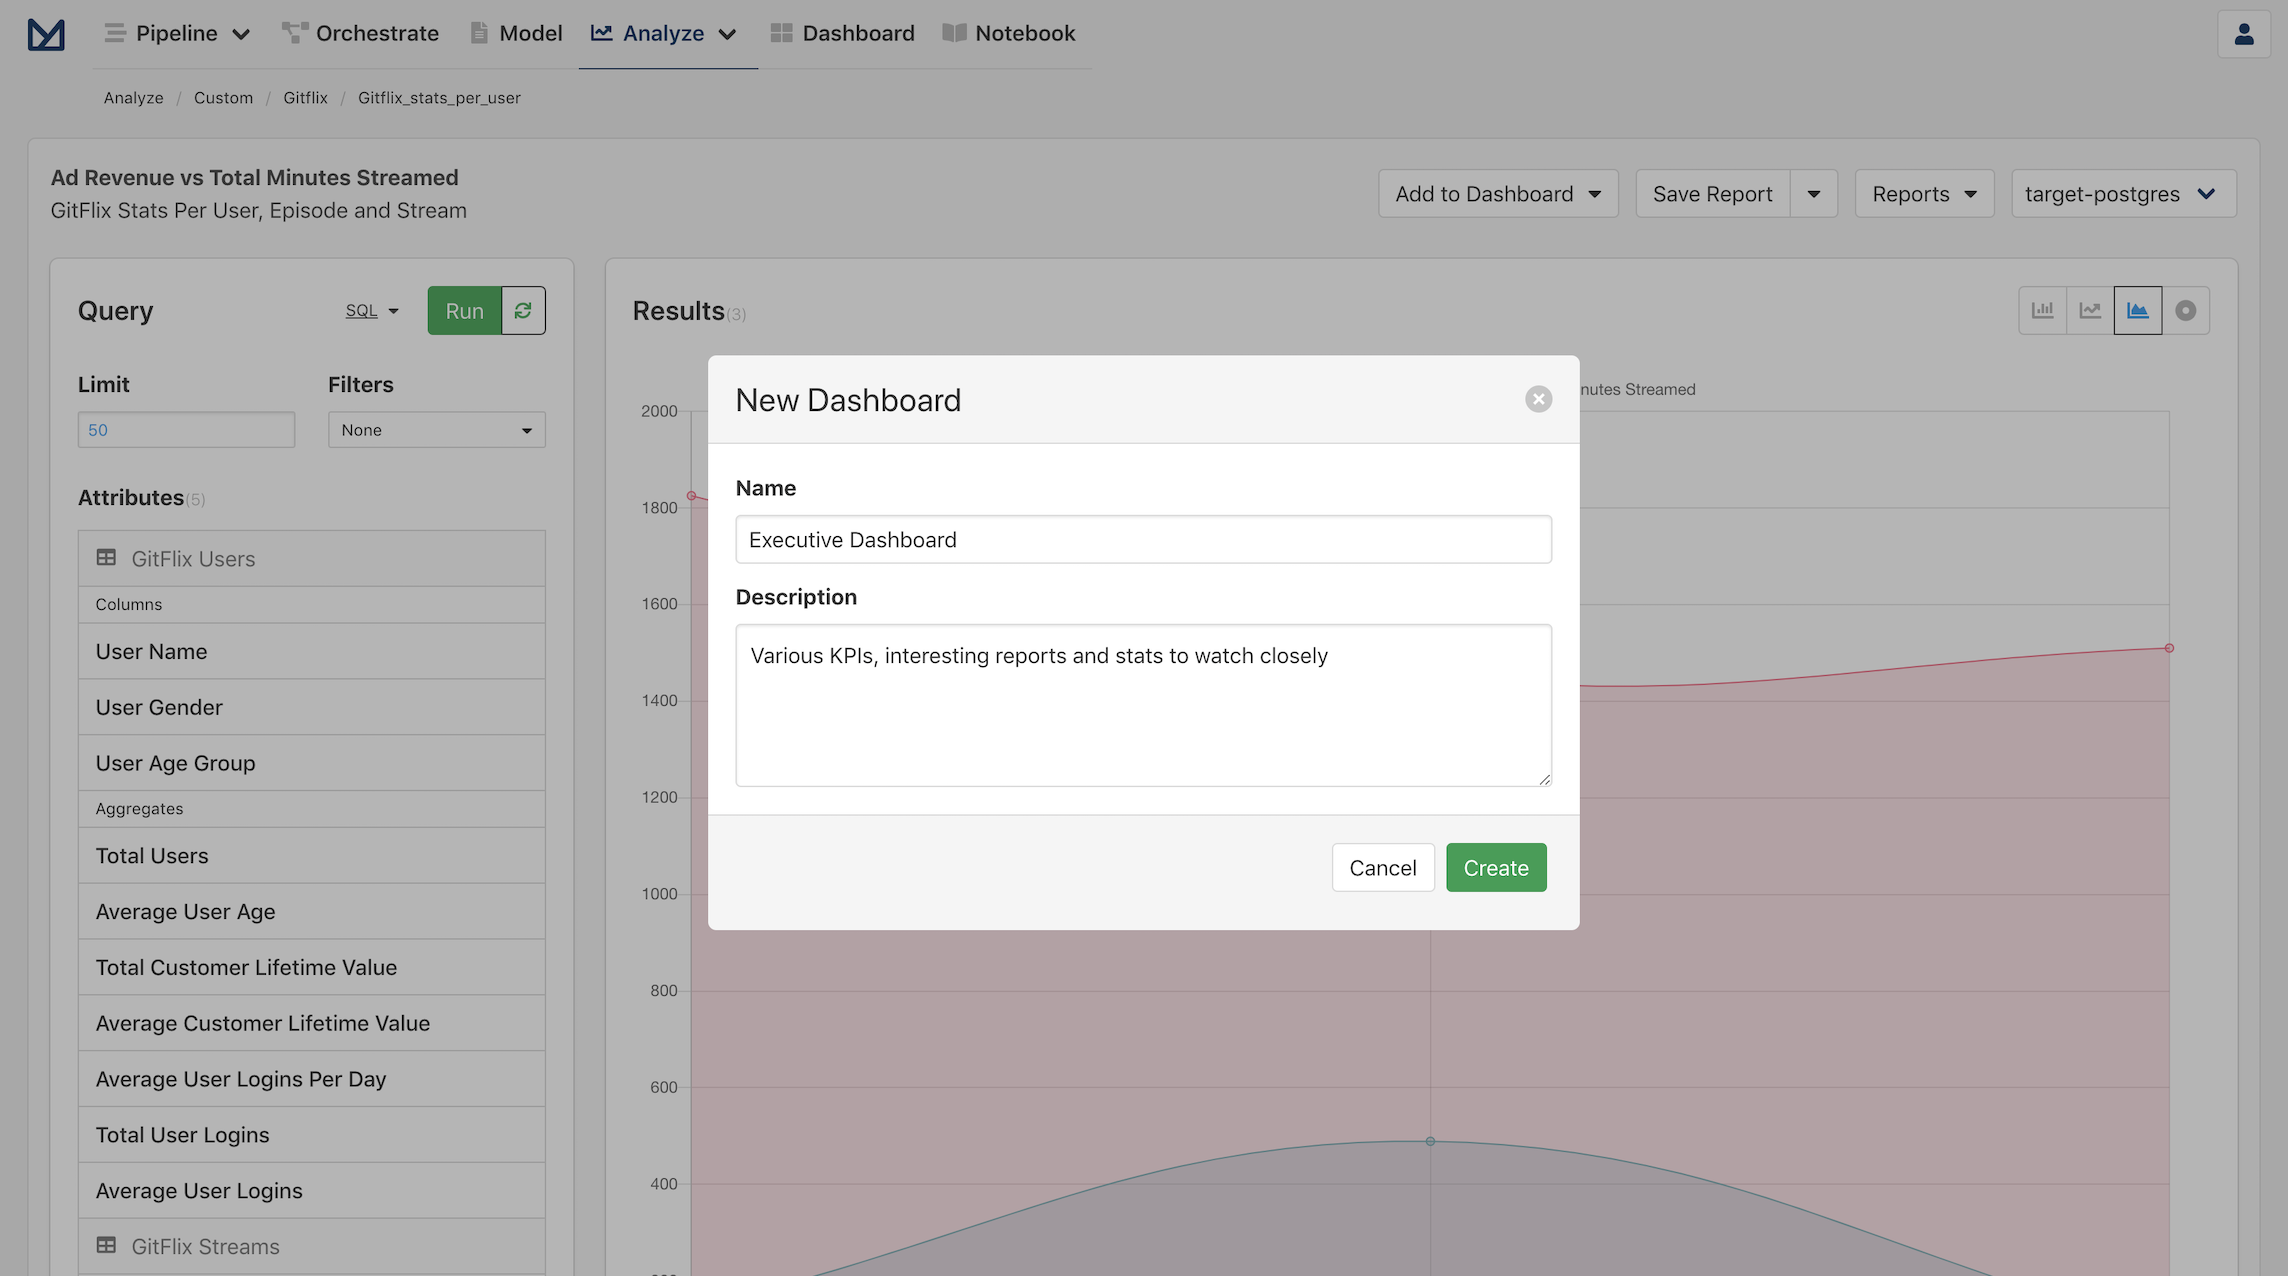 Pipeline Orchestrate Model Analyze Dashboard Notebook
Analyze / Custom / Gitflix / Gitflix_stats_per_user
Ad Revenue vs Total Minutes Streamed
GitFlix Stats Per User, Episode and Stream
Add to Dashboard Save Report Reports target-postgres
Query SQL Run
Results(3)
Limit Filters
50 None
Attributes(5)
GitFlix Users
Columns
User Name
User Gender
User Age Group
Aggregates
Total Users
Average User Age
Total Customer Lifetime Value
Average Customer Lifetime Value
Average User Logins Per Day
Total User Logins
Average User Logins
GitFlix Streams
nutes Streamed
2000
1800
1600
1400
1200
1000
800
600
400
New Dashboard
Name
Executive Dashboard
Description
Various KPIs, interesting reports and stats to watch closely
Cancel Create